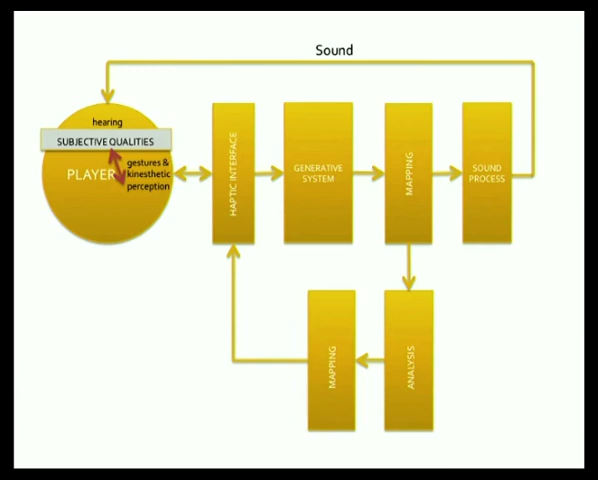 Sound
hearing
SUBJECTIVE QUALITIES
gestures &
PLAYER
kinesthetic
perception
HAPTIC INTERFACE
GENERATIVE
SYSTEM
MAPPING
SOUND
PROCESS
MAPPING
ANALYSIS